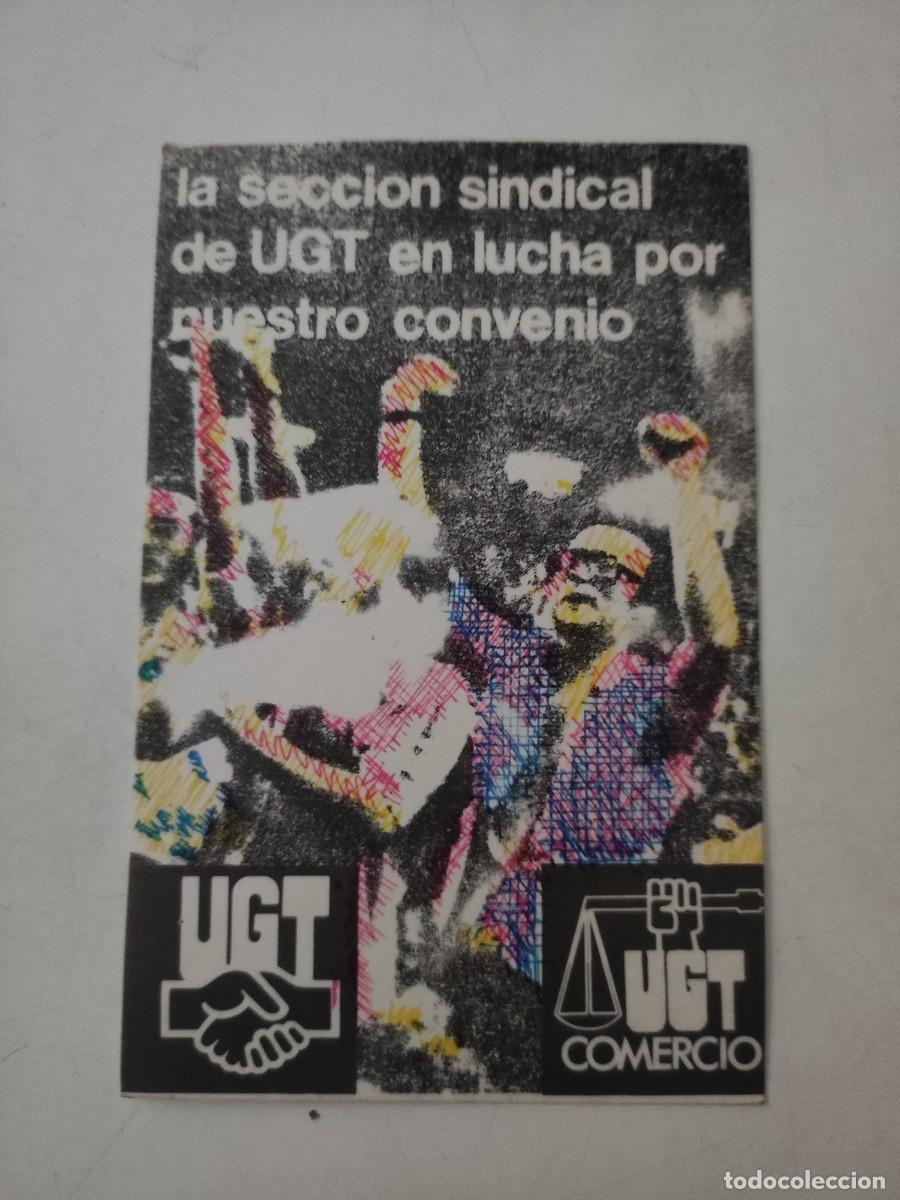 la seccion sindical
de UGT en lucha por
nuestro convenio
UGT
UGT
COMERCIO
todocoleccion